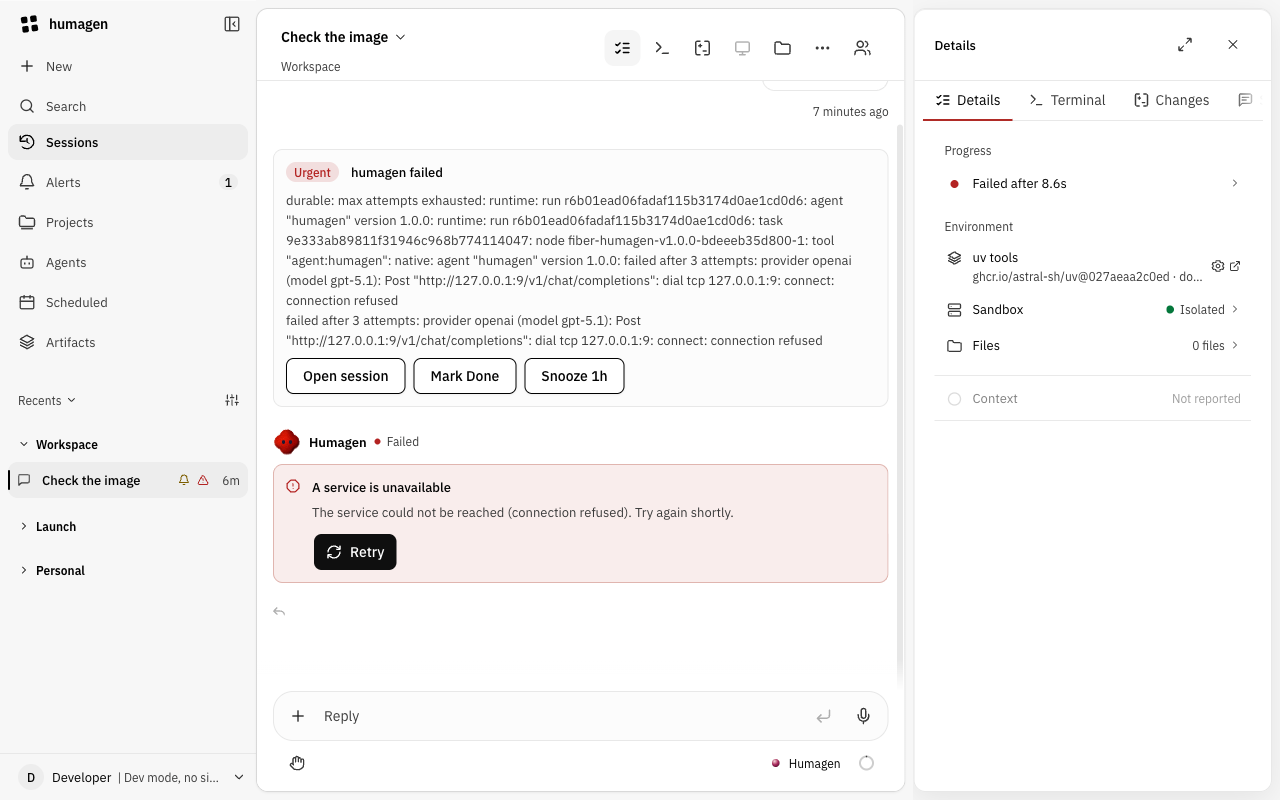 humagen
New
Search
Sessions
Alerts 1
Projects
Agents
Scheduled
Artifacts
Recents
Workspace
Check the image 6m
Launch
Personal
D Developer | Dev mode, no si...
Check the image
Workspace
7 minutes ago
Urgent humagen failed
durable: max attempts exhausted: runtime: run r6b01ead06fadaf115b3174d0ae1cd0d6: agent
"humagen" version 1.0.0: runtime: run r6b01ead06fadaf115b3174d0ae1cd0d6: task
9e333ab89811f31946c968b774114047: node fiber-humagen-v1.0.0-bdeeeb35d800-1: tool
"agent:humagen": native: agent "humagen" version 1.0.0: failed after 3 attempts: provider openai
(model gpt-5.1): Post "http://127.0.0.1:9/v1/chat/completions": dial tcp 127.0.0.1:9: connect:
connection refused
failed after 3 attempts: provider openai (model gpt-5.1): Post
"http://127.0.0.1:9/v1/chat/completions": dial tcp 127.0.0.1:9: connect: connection refused
Open session Mark Done Snooze 1h
Humagen Failed
A service is unavailable
The service could not be reached (connection refused). Try again shortly.
Retry
Reply
Humagen
Details
Details Terminal Changes
Progress
Failed after 8.6s
Environment
uv tools
ghcr.io/astral-sh/uv@027aeaa2c0ed · do...
Sandbox Isolated
Files 0 files
Context Not reported